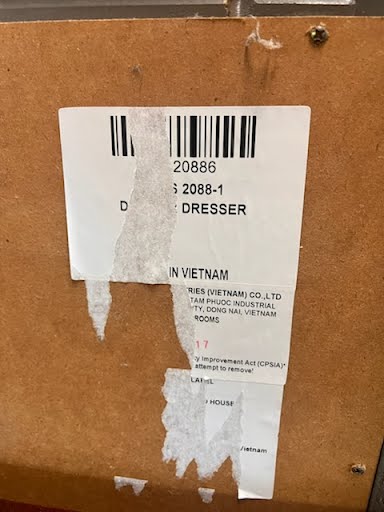 20886
S 2088-1
D DRESSER
IN VIETNAM
RIES (VIETNAM) CO.,LTD
TAM PHUOC INDUSTRIAL
TY, DONG NAI, VIETNAM
ROOMS
17
ty Improvement Act (CPSIA)"
attempt to remove!
HOUSE
Vietnam